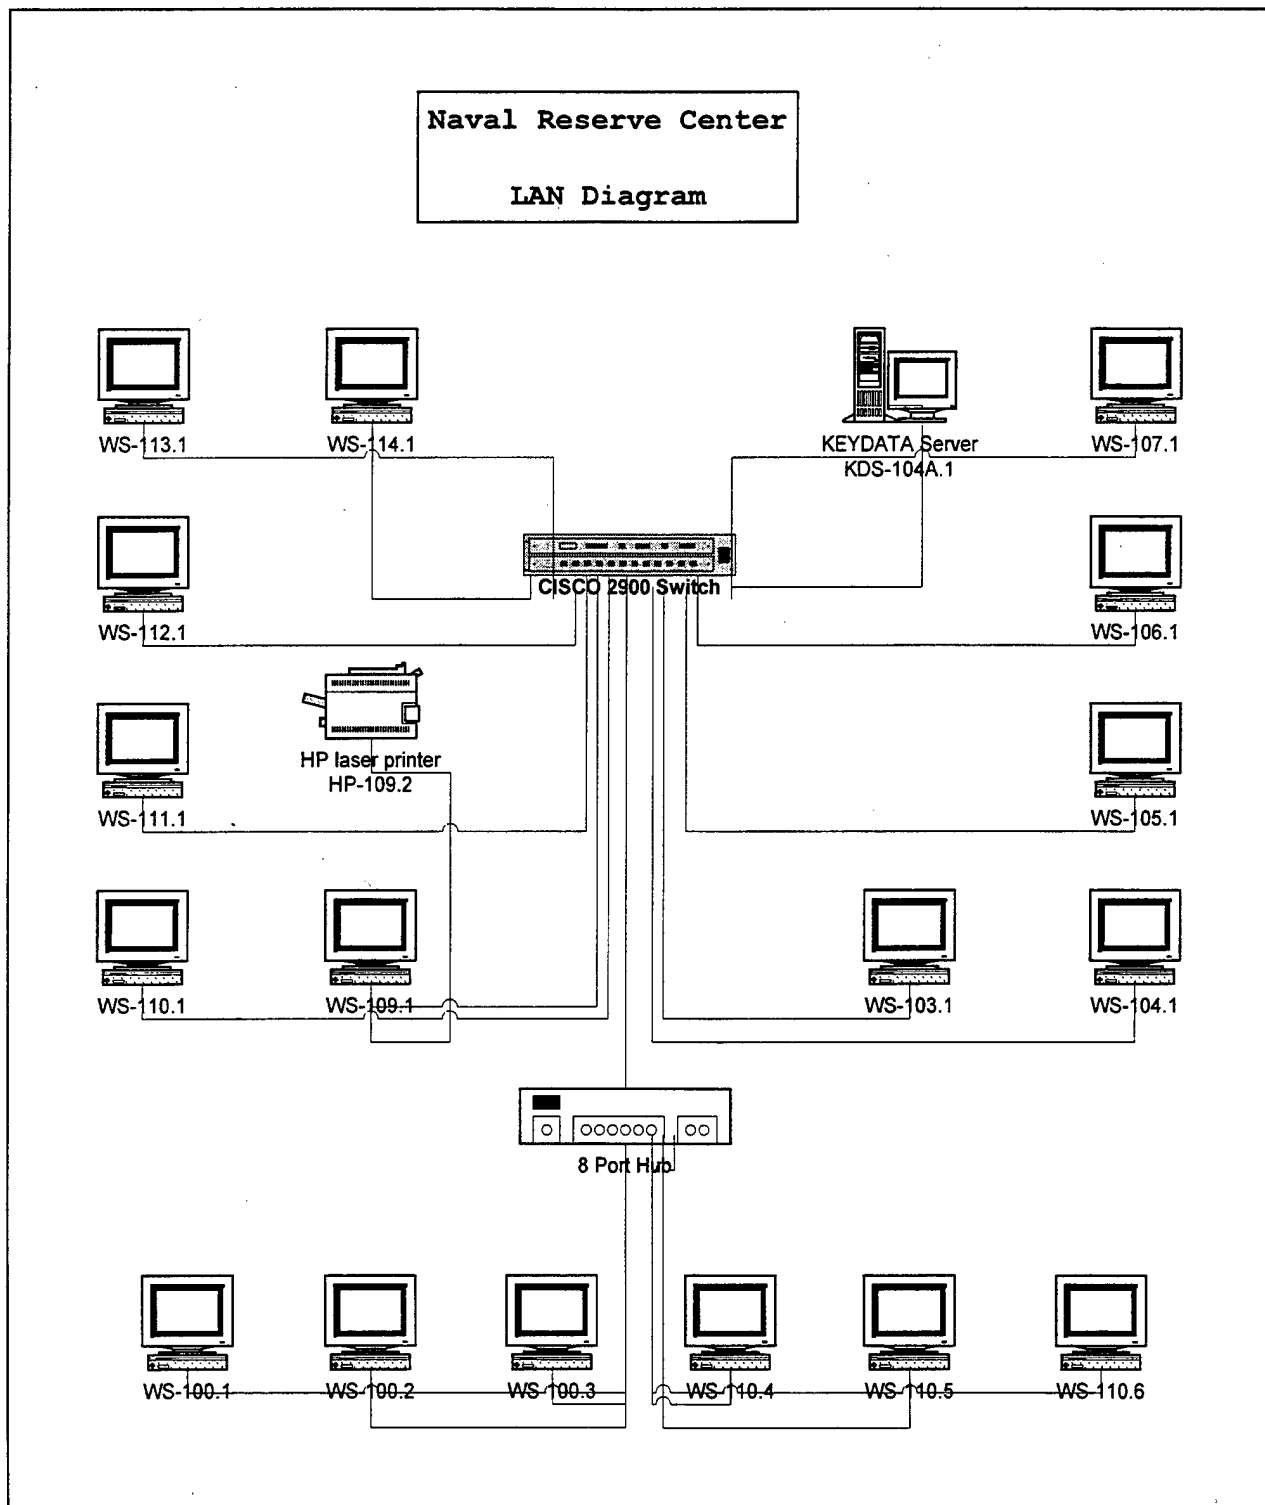 Naval Reserve Center
LAN Diagram
WS-113.1
WS-114.1
KEYDATA Server
KDS-104A.1
WS-107.1
CISCO 2900 Switch
WS-112.1
WS-106.1
HP laser printer
HP-109.2
WS-111.1
WS-105.1
WS-110.1
WS-109.1
WS-103.1
WS-104.1
8 Port Hub
WS-100.1
WS-100.2
WS-100.3
WS-110.4
WS-110.5
WS-110.6